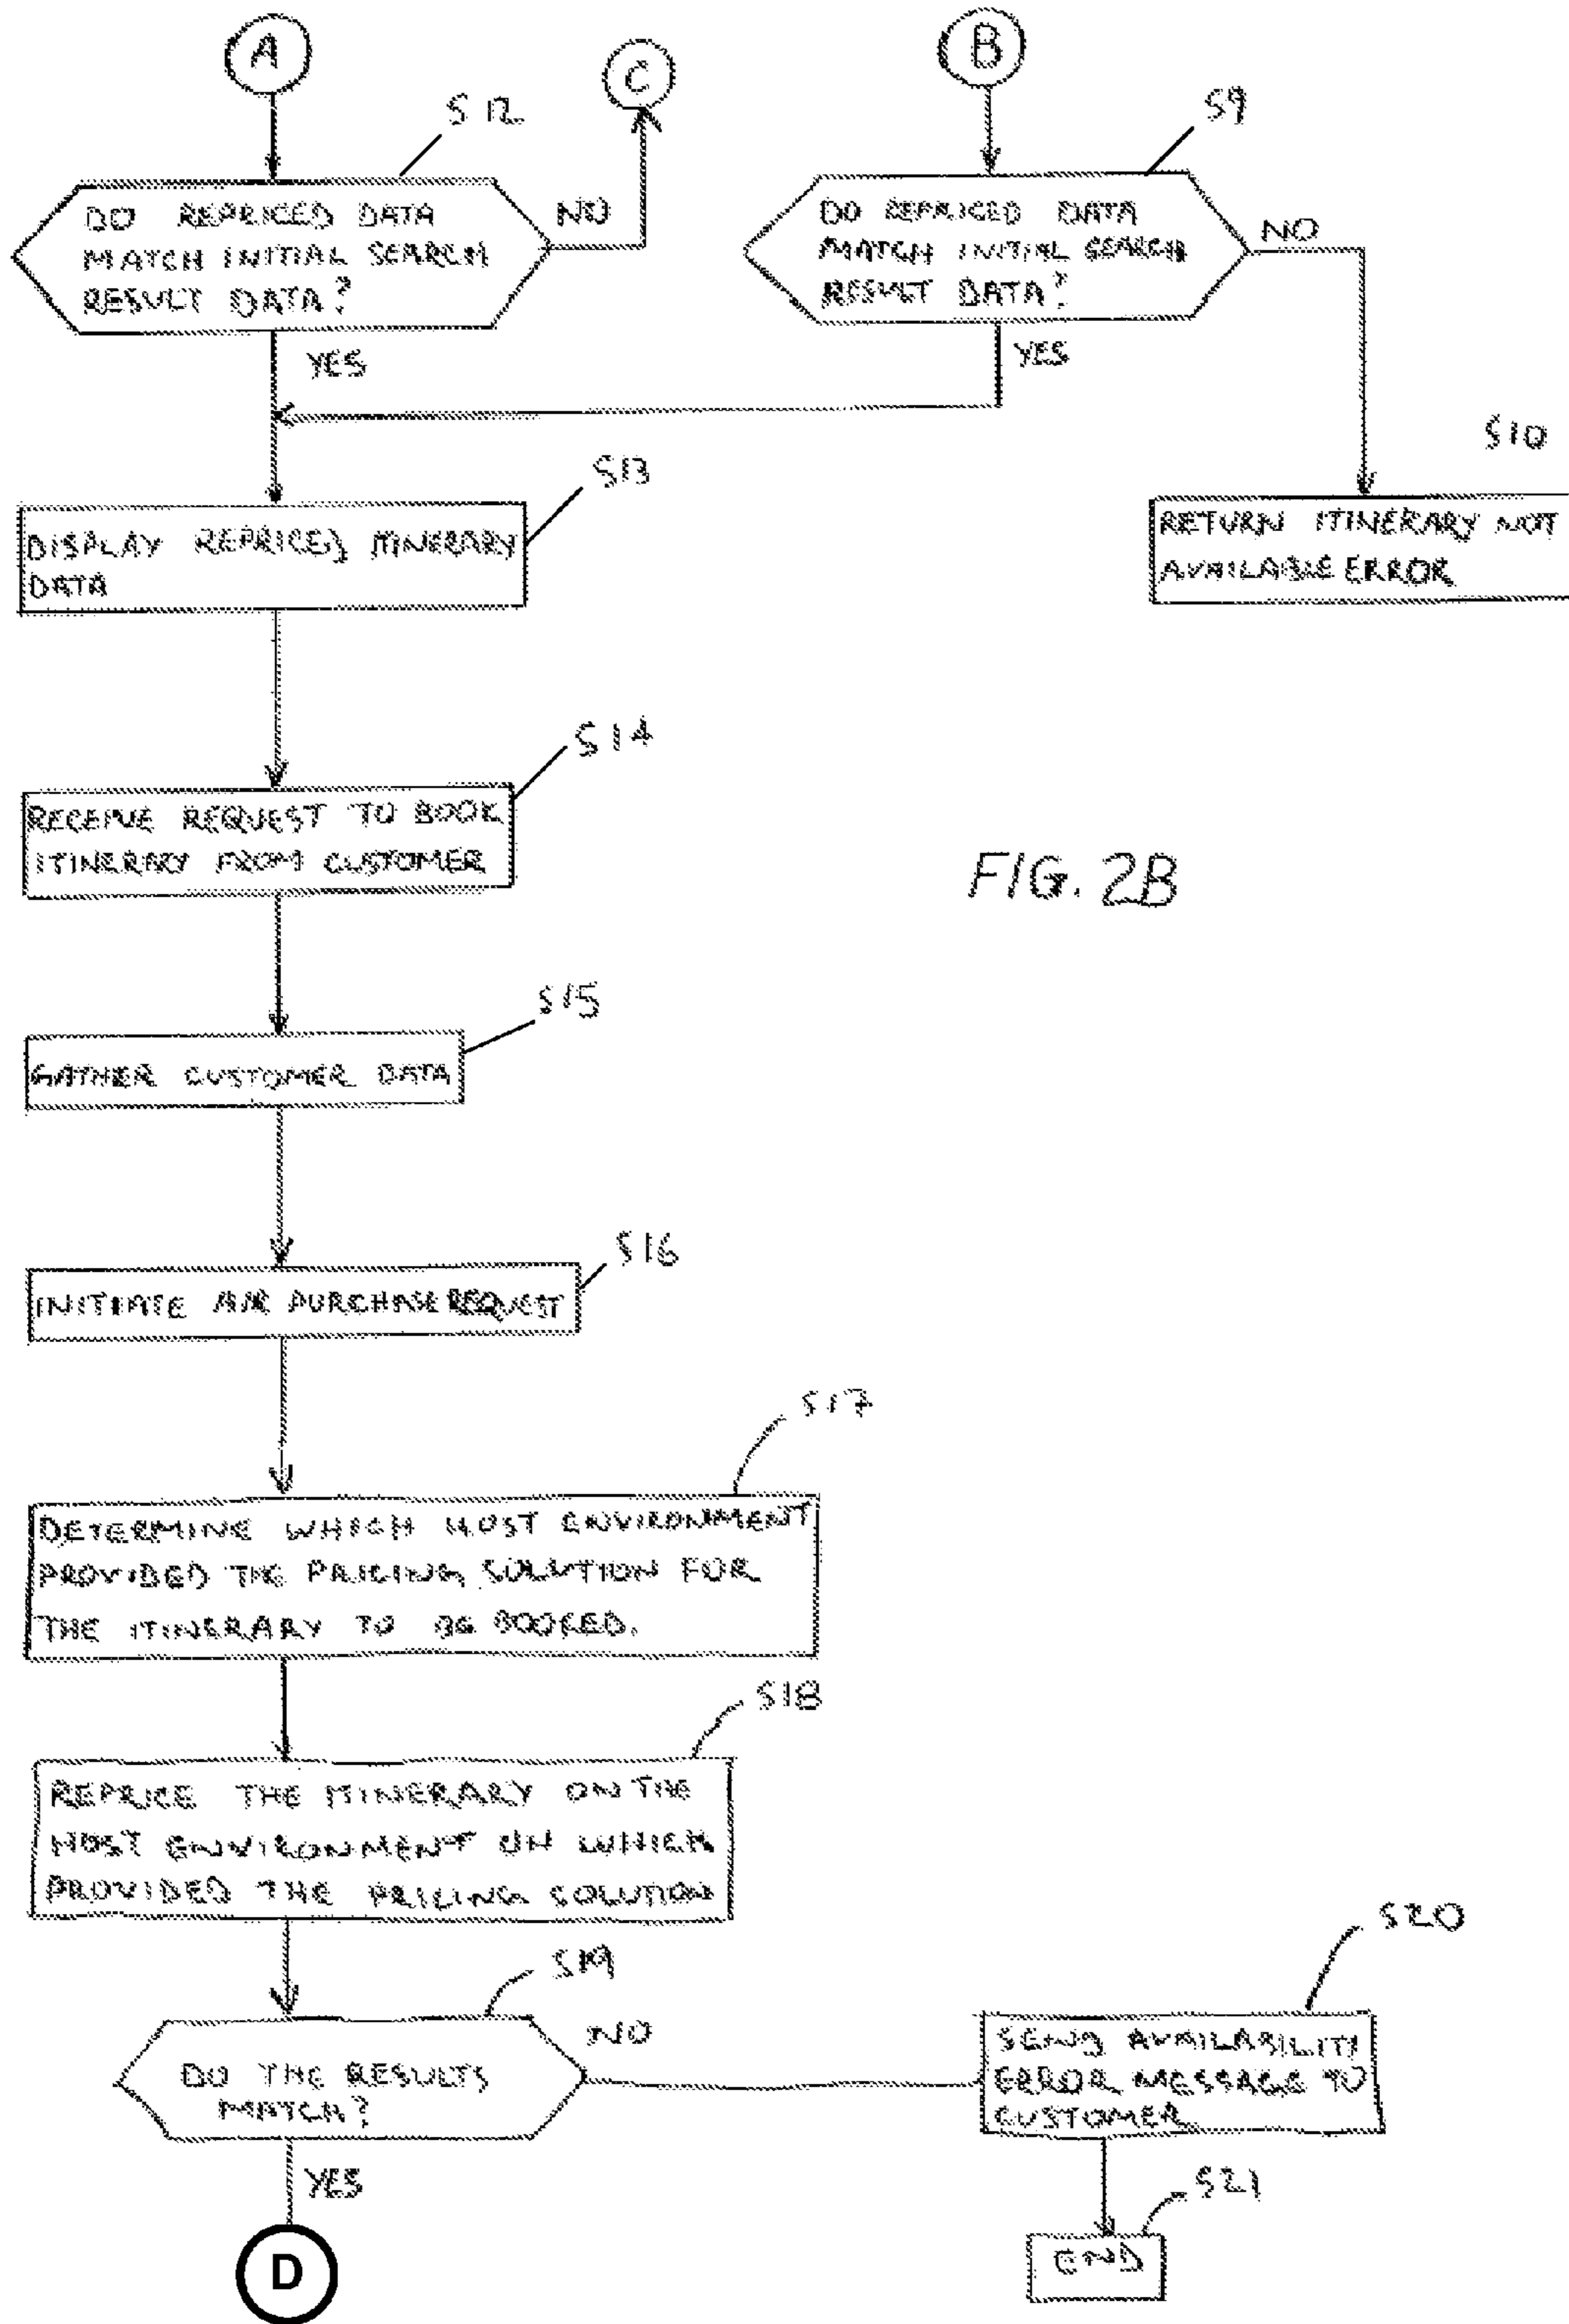 A
C
B
S12
S9
DO REPRICED DATA
MATCH INITIAL SEARCH
RESULT DATA?
NO
DO REPRICED DATA
MATCH INITIAL SEARCH
RESULT DATA?
NO
YES
YES
S10
S13
DISPLAY REPRICED ITINERARY
DATA
RETURN ITINERARY NOT
AVAILABLE ERROR
S14
RECEIVE REQUEST TO BOOK
ITINERARY FROM CUSTOMER
FIG. 2B
S15
GATHER CUSTOMER DATA
S16
INITIATE AIR PURCHASE REQUEST
S17
DETERMINE WHICH HOST ENVIRONMENT
PROVIDED THE PRICING SOLUTION FOR
THE ITINERARY TO BE BOOKED.
S18
REPRICE THE ITINERARY ON THE
HOST ENVIRONMENT ON WHICH
PROVIDED THE PRICING SOLUTION
S19
S20
DO THE RESULTS
MATCH?
NO
SEND AVAILABILITY
ERROR MESSAGE TO
CUSTOMER
YES
S21
END
D